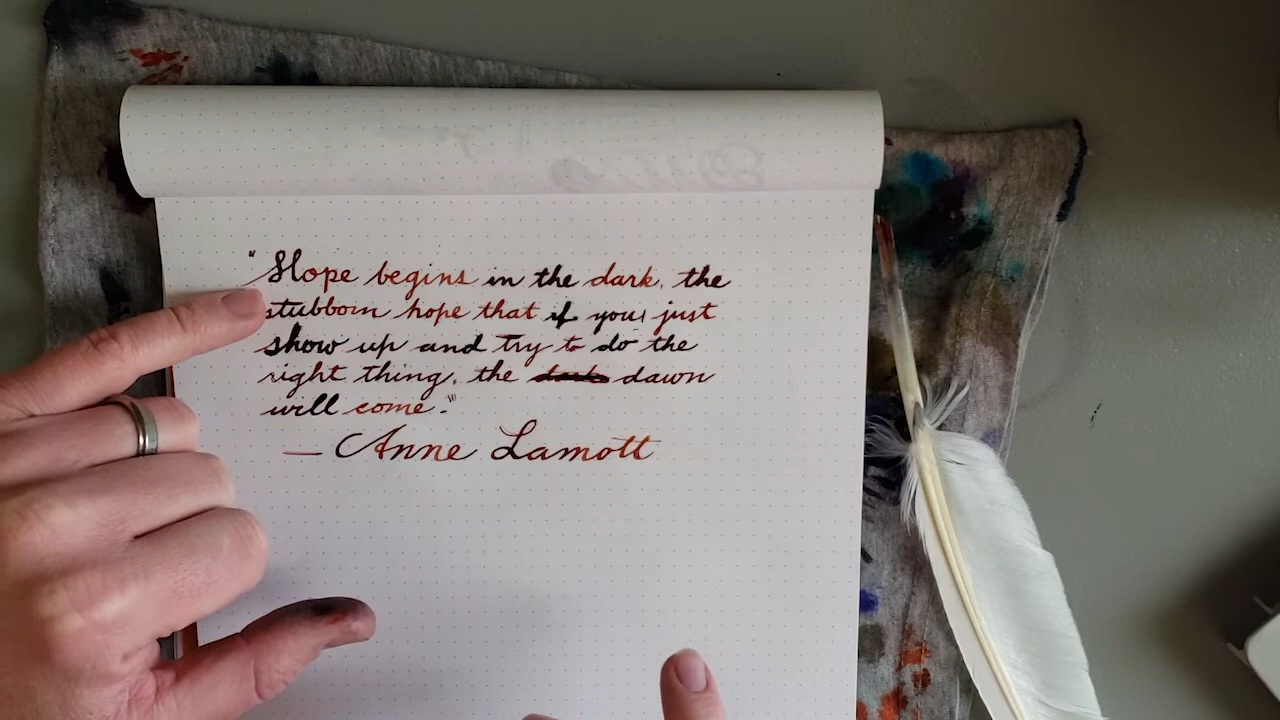 "Hope begins in the dark, the
stubborn hope that if you just
show up and try to do the
right thing, the dark dawn
will come."
— Anne Lamott